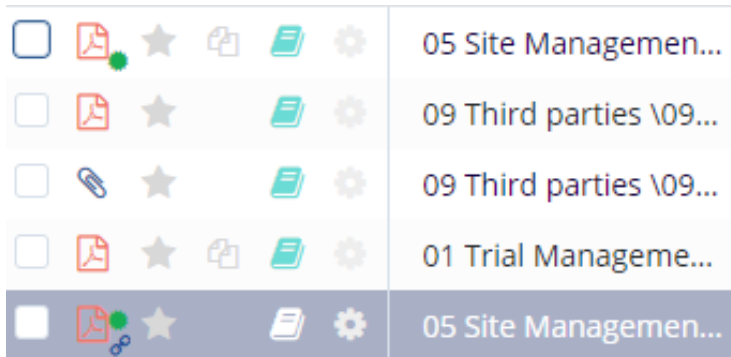 05 Site Managemen...
09 Third parties \09...
09 Third parties \09...
01 Trial Manageme...
05 Site Managemen...